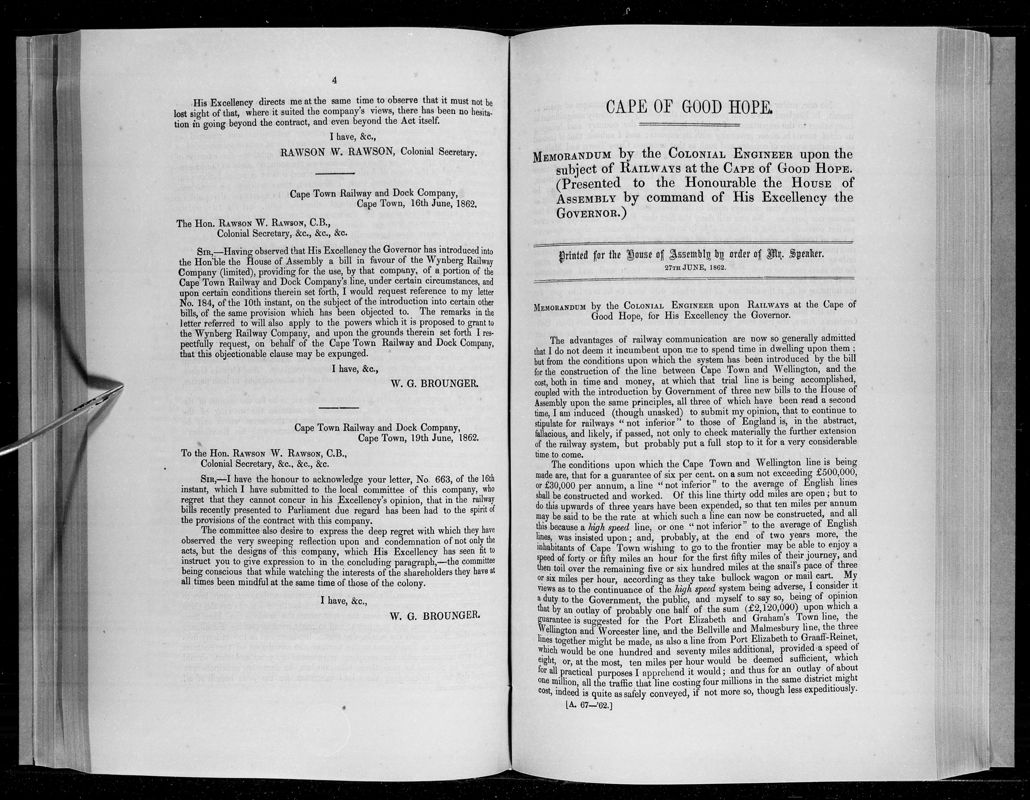 4
His Excellency directs me at the same time to observe that it must not be
lost sight of that, where it suited the company's views, there has been no hesita-
tion in going beyond the contract, and even beyond the Act itself.
I have, &c.,
RAWSON W. RAWSON, Colonial Secretary.
Cape Town Railway and Dock Company,
Cape Town, 16th June, 1862.
The Hon. RAWSON W. RAWSON, C.B.,
Colonial Secretary, &c., &c., &c.
SIR,—Having observed that His Excellency the Governor has introduced into
the Hon'ble the House of Assembly a bill in favour of the Wynberg Railway
Company (limited), providing for the use, by that company, of a portion of the
Cape Town Railway and Dock Company's line, under certain circumstances, and
upon certain conditions therein set forth, I would request reference to my letter
No. 184, of the 10th instant, on the subject of the introduction into certain other
bills, of the same provision which has been objected to. The remarks in the
letter referred to will also apply to the powers which it is proposed to grant to
the Wynberg Railway Company, and upon the grounds therein set forth I res-
pectfully request, on behalf of the Cape Town Railway and Dock Company,
that this objectionable clause may be expunged.
I have, &c.,
W. G. BROUNGER.
Cape Town Railway and Dock Company,
Cape Town, 19th June, 1862.
To the Hon. RAWSON W. RAWSON, C.B.,
Colonial Secretary, &c., &c., &c.
SIR,—I have the honour to acknowledge your letter, No. 663, of the 16th
instant, which I have submitted to the local committee of this company, who
regret that they cannot concur in his Excellency's opinion, that in the railway
bills recently presented to Parliament due regard has been had to the spirit of
the provisions of the contract with this company.
The committee also desire to express the deep regret with which they have
observed the very sweeping reflection upon and condemnation of not only the
acts, but the designs of this company, which His Excellency has seen fit to
instruct you to give expression to in the concluding paragraph,—the committee
being conscious that while watching the interests of the shareholders they have at
all times been mindful at the same time of those of the colony.
I have, &c.,
W. G. BROUNGER.
CAPE OF GOOD HOPE.
MEMORANDUM by the COLONIAL ENGINEER upon the
subject of RAILWAYS at the CAPE of GOOD HOPE.
(Presented to the Honourable the HOUSE of
ASSEMBLY by command of His Excellency the
GOVERNOR.)
Printed for the House of Assembly by order of Mr. Speaker.
27TH JUNE, 1862.
MEMORANDUM by the COLONIAL ENGINEER upon RAILWAYS at the Cape of
Good Hope, for His Excellency the Governor.
The advantages of railway communication are now so generally admitted
that I do not deem it incumbent upon me to spend time in dwelling upon them;
but from the conditions upon which the system has been introduced by the bill
for the construction of the line between Cape Town and Wellington, and the
cost, both in time and money, at which that trial line is being accomplished,
coupled with the introduction by Government of three new bills to the House of
Assembly upon the same principles, all three of which have been read a second
time, I am induced (though unasked) to submit my opinion, that to continue to
stipulate for railways "not inferior" to those of England is, in the abstract,
fallacious, and likely, if passed, not only to check materially the further extension
of the railway system, but probably put a full stop to it for a very considerable
time to come.
The conditions upon which the Cape Town and Wellington line is being
made are, that for a guarantee of six per cent. on a sum not exceeding £500,000,
or £30,000 per annum, a line "not inferior" to the average of English lines
shall be constructed and worked. Of this line thirty odd miles are open; but to
do this upwards of three years have been expended, so that ten miles per annum
may be said to be the rate at which such a line can now be constructed, and all
this because a high speed line, or one "not inferior" to the average of English
lines, was insisted upon; and, probably, at the end of two years more, the
inhabitants of Cape Town wishing to go to the frontier may be able to enjoy a
speed of forty or fifty miles an hour for the first fifty miles of their journey, and
then toil over the remaining five or six hundred miles at the snail's pace of three
or six miles per hour, according as they take bullock wagon or mail cart. My
views as to the continuance of the high speed system being adverse, I consider it
a duty to the Government, the public, and myself to say so, being of opinion
that by an outlay of probably one half of the sum (£2,120,000) upon which a
guarantee is suggested for the Port Elizabeth and Graham's Town line, the
Wellington and Worcester line, and the Bellville and Malmesbury line, the three
lines together might be made, as also a line from Port Elizabeth to Graaff-Reinet,
which would be one hundred and seventy miles additional, provided a speed of
eight, or, at the most, ten miles per hour would be deemed sufficient, which
for all practical purposes I apprehend it would; and thus for an outlay of about
one million, all the traffic that line costing four millions in the same district might
cost, indeed is quite as safely conveyed, if not more so, though less expeditiously.
[A. 67—'62.]